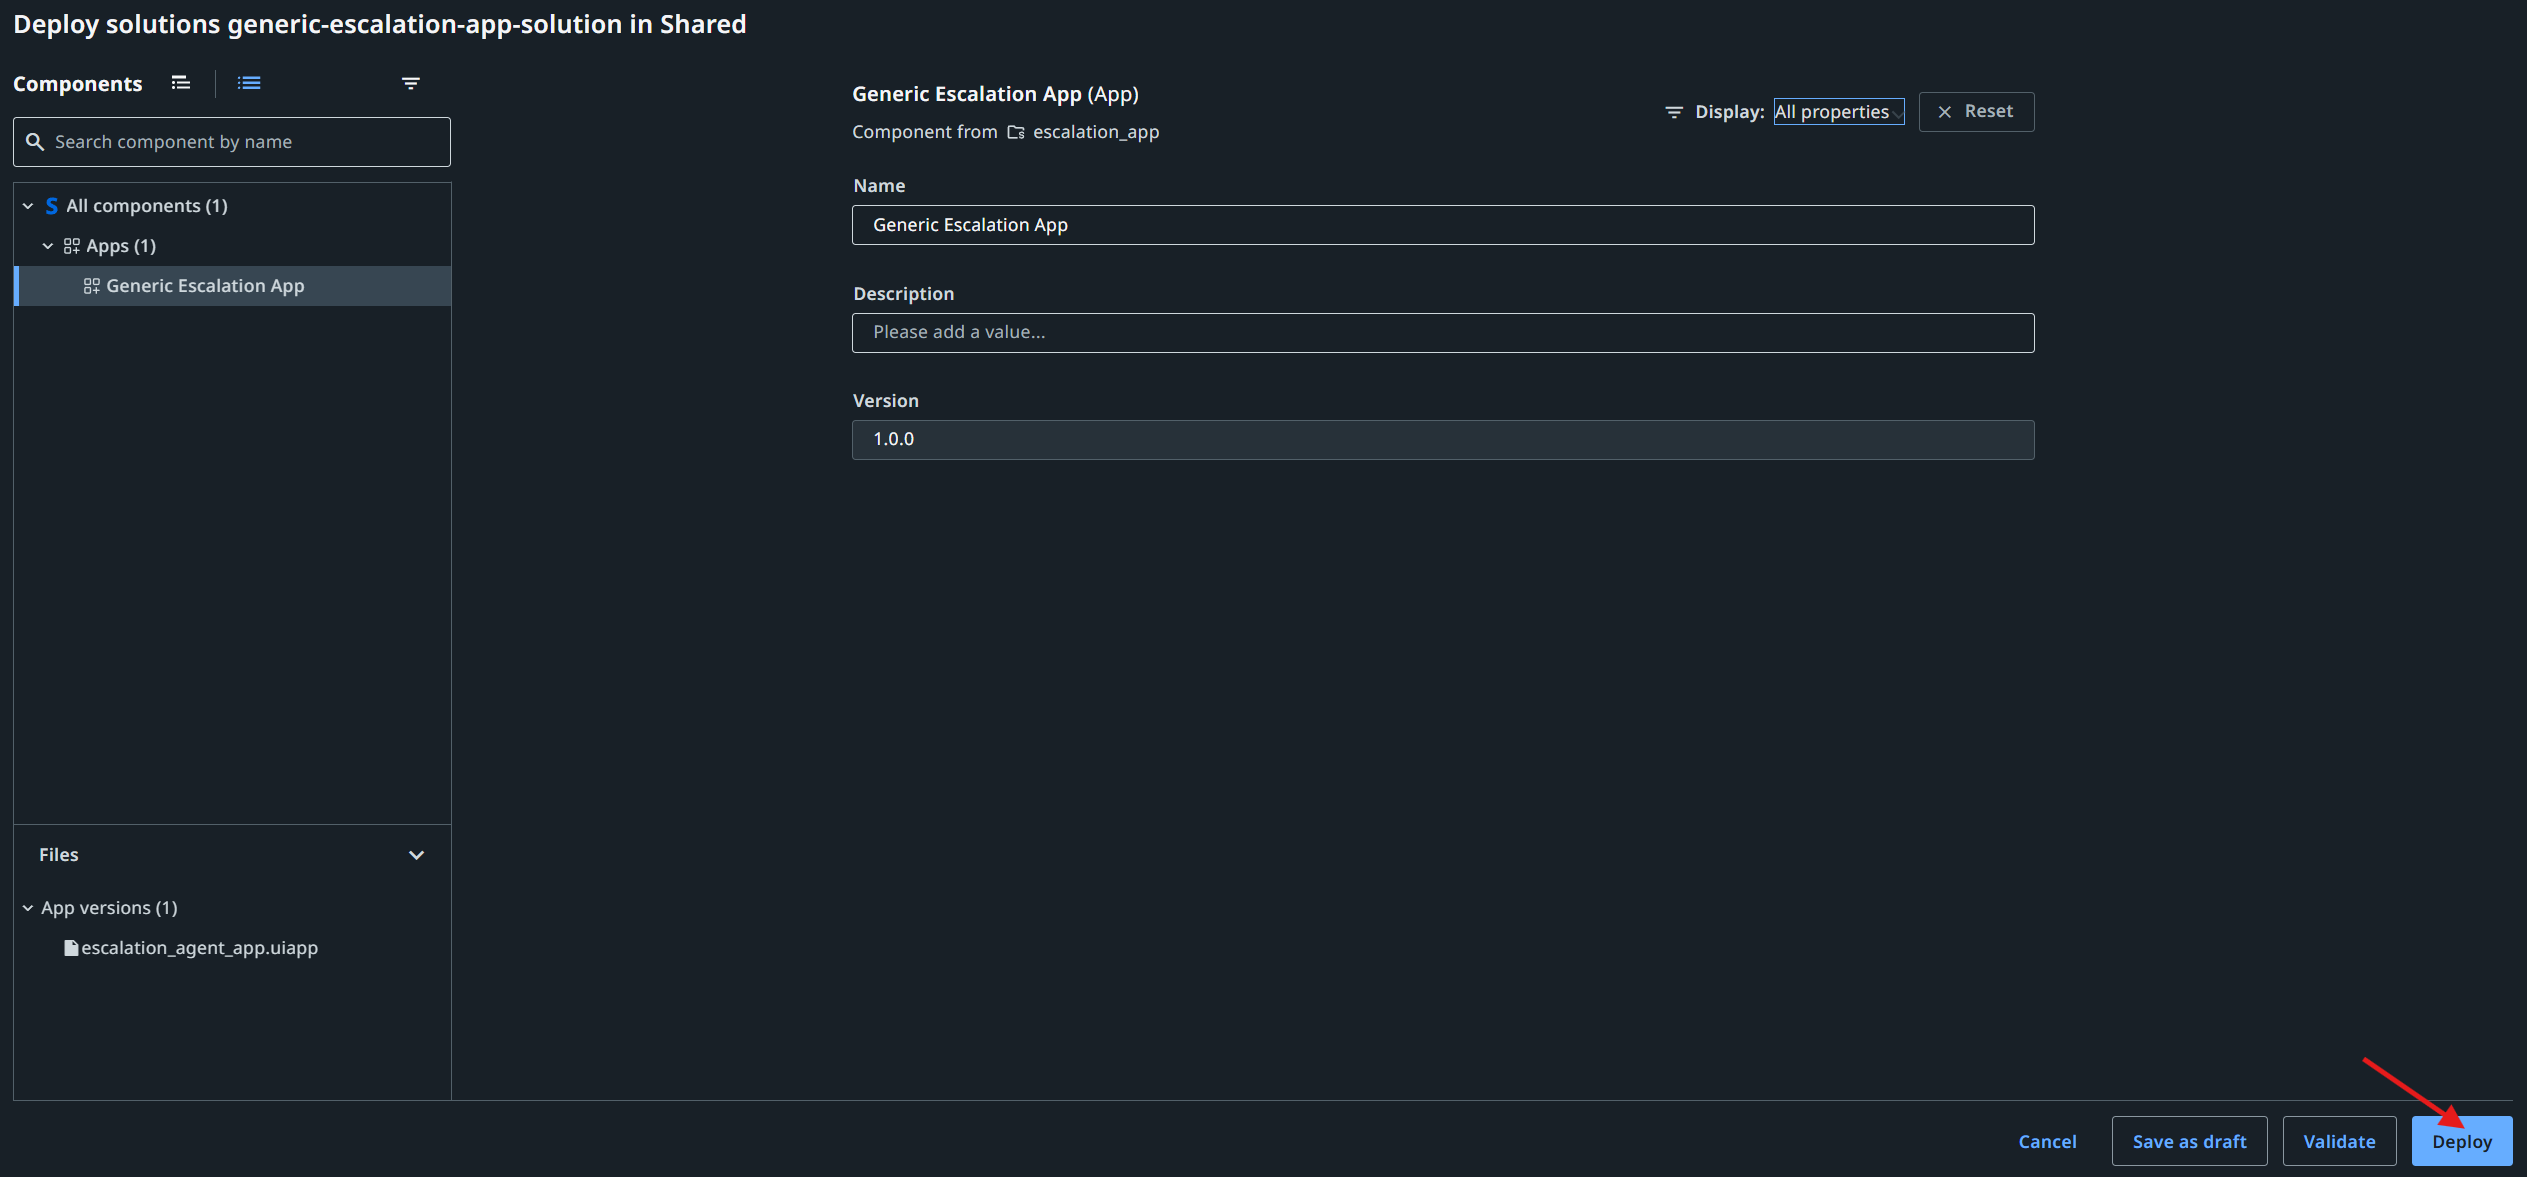 Deploy solutions generic-escalation-app-solution in Shared
Components
Search component by name
All components (1)
Apps (1)
Generic Escalation App
Files
App versions (1)
escalation_agent_app.uiapp
Generic Escalation App (App)
Component from escalation_app
Display: All properties
Reset
Name
Generic Escalation App
Description
Please add a value...
Version
1.0.0
Cancel
Save as draft
Validate
Deploy